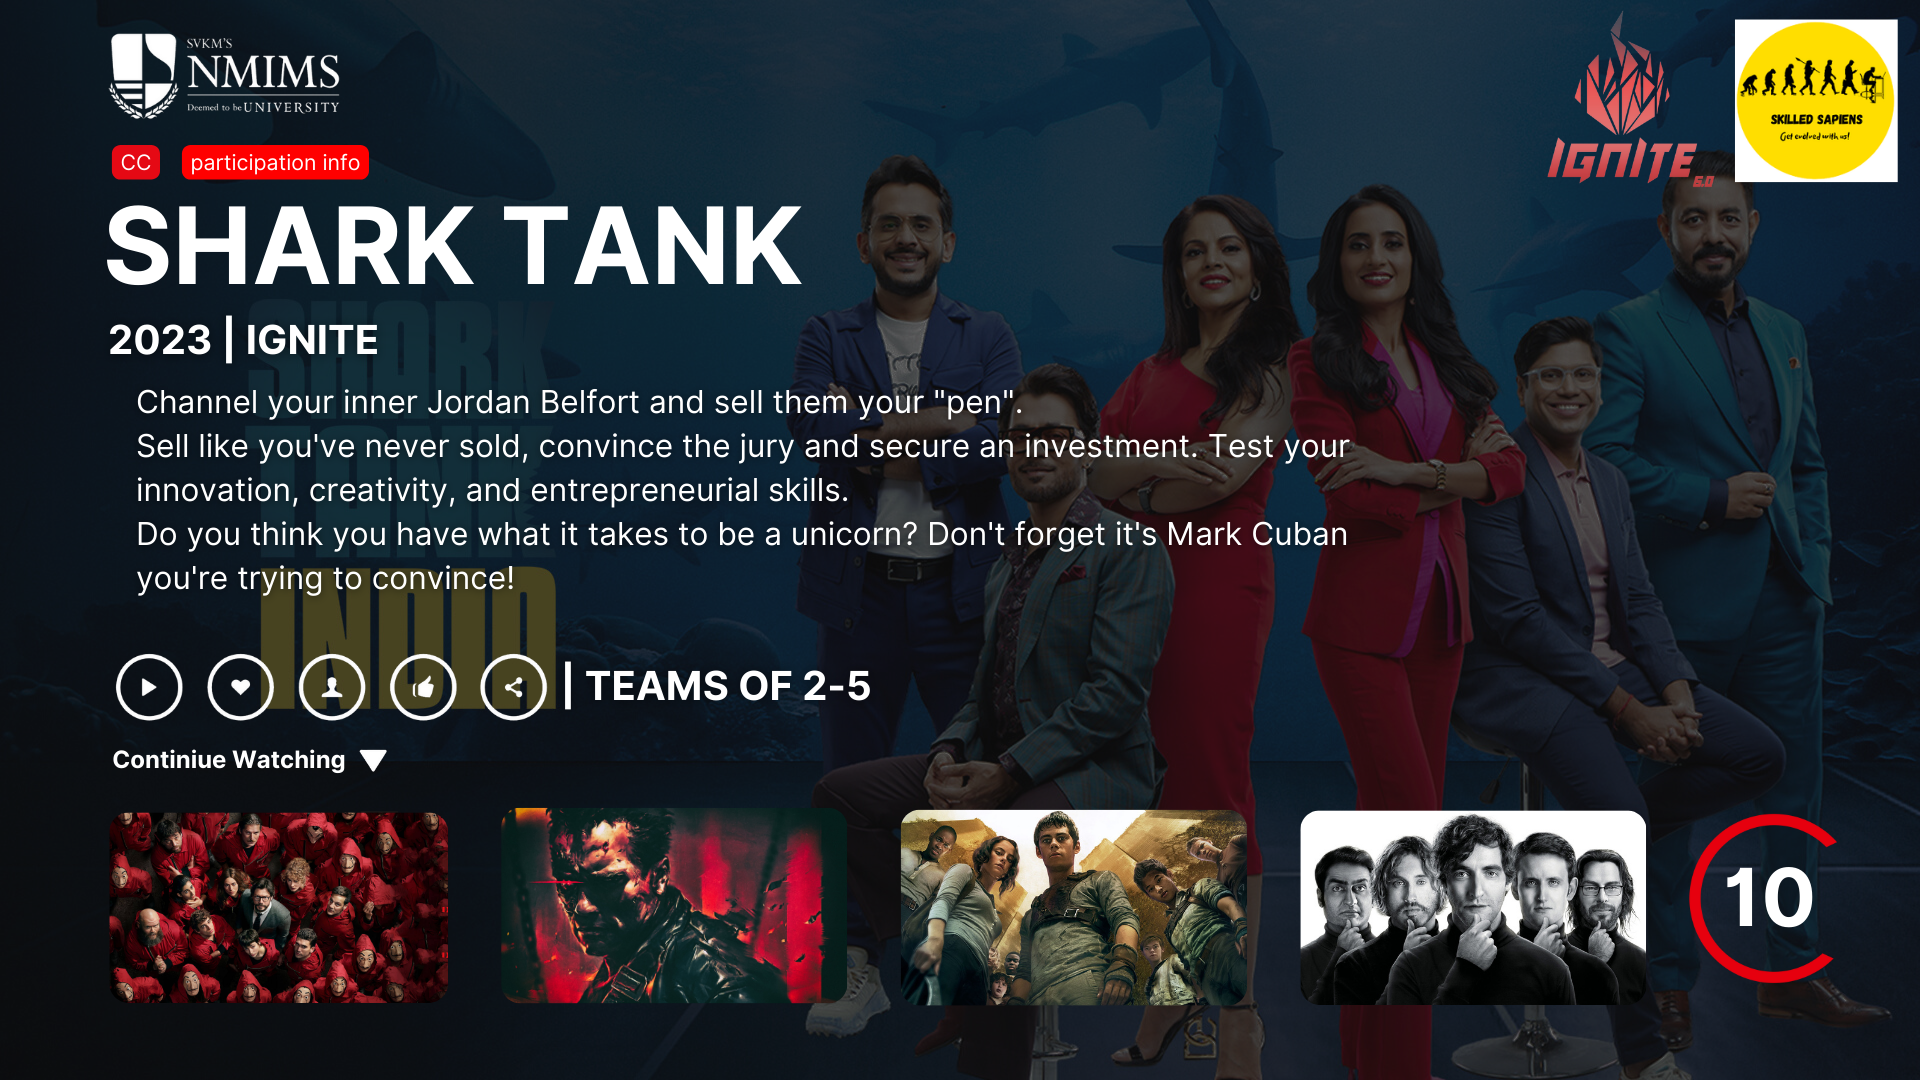 SVKM'S
NMIMS
Deemed to be UNIVERSITY
IGNITE
6.0
SKILLED SAPIENS
Get evolved with us!
CC
participation info
SHARK TANK
2023 | IGNITE
SHARK
TANK
INDIA
Channel your inner Jordan Belfort and sell them your "pen".
Sell like you've never sold, convince the jury and secure an investment. Test your
innovation, creativity, and entrepreneurial skills.
Do you think you have what it takes to be a unicorn? Don't forget it's Mark Cuban
you're trying to convince!
| TEAMS OF 2-5
Continiue Watching
10